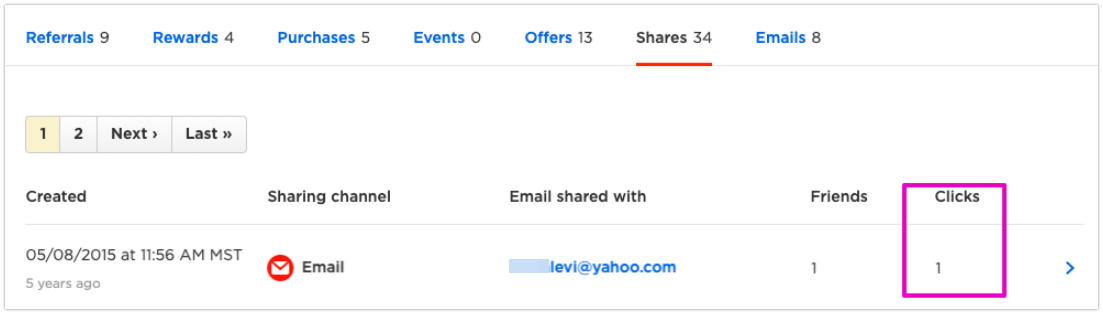 Referrals 9 Rewards 4 Purchases 5 Events 0 Offers 13 Shares 34 Emails 8
1 2 Next › Last »
Created Sharing channel Email shared with Friends Clicks
05/08/2015 at 11:56 AM MST Email levi@yahoo.com 1 1
5 years ago